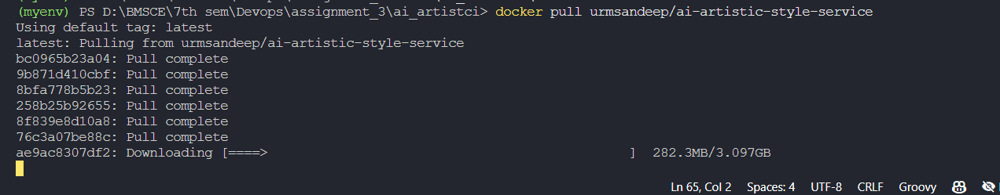 (myenv) PS D:\BMSCE\7th sem\Devops\assignment_3\ai_artistci> docker pull urmsandeep/ai-artistic-style-service
Using default tag: latest
latest: Pulling from urmsandeep/ai-artistic-style-service
bc0965b23a04: Pull complete
9b871d410cbf: Pull complete
8bfa778b5b23: Pull complete
258b25b92655: Pull complete
8f839e8d10a8: Pull complete
76c3a07be88c: Pull complete
ae9ac8307df2: Downloading [====> ] 282.3MB/3.097GB
Ln 65, Col 2 Spaces: 4 UTF-8 CRLF Groovy